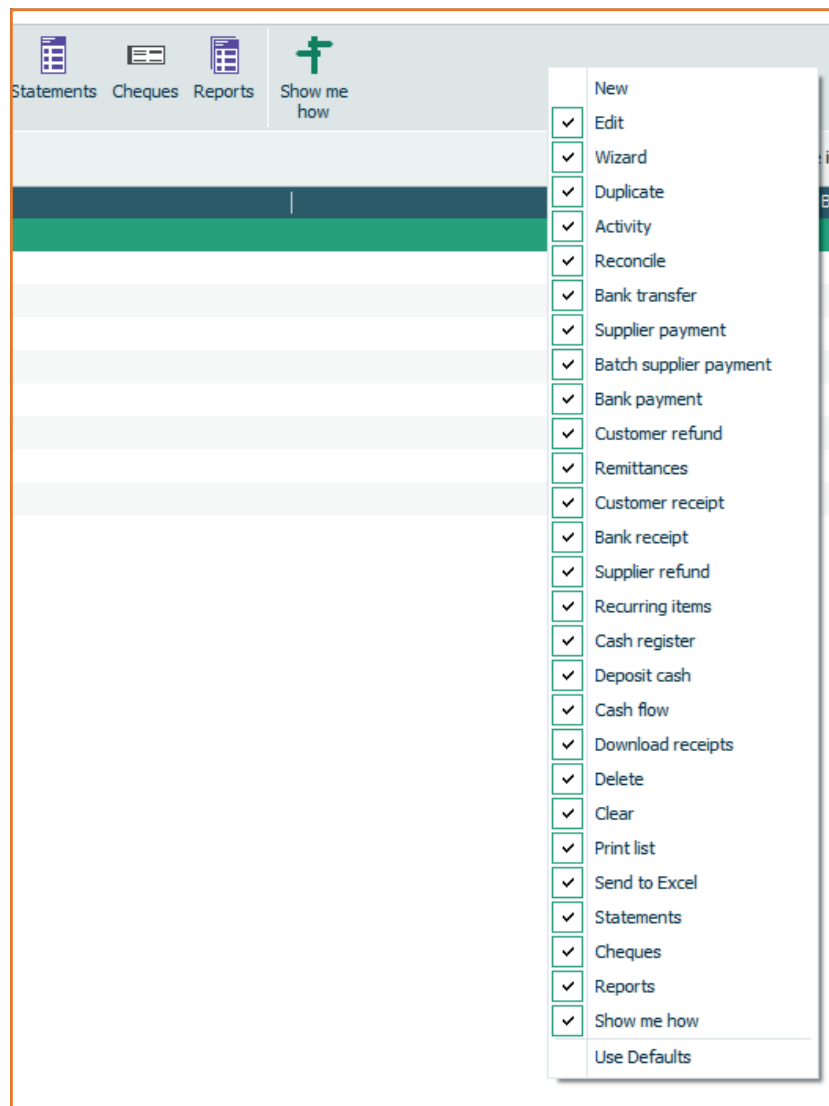 Statements Cheques Reports Show me
how
New
Edit
Wizard
Duplicate
Activity
Reconcile
Bank transfer
Supplier payment
Batch supplier payment
Bank payment
Customer refund
Remittances
Customer receipt
Bank receipt
Supplier refund
Recurring items
Cash register
Deposit cash
Cash flow
Download receipts
Delete
Clear
Print list
Send to Excel
Statements
Cheques
Reports
Show me how
Use Defaults